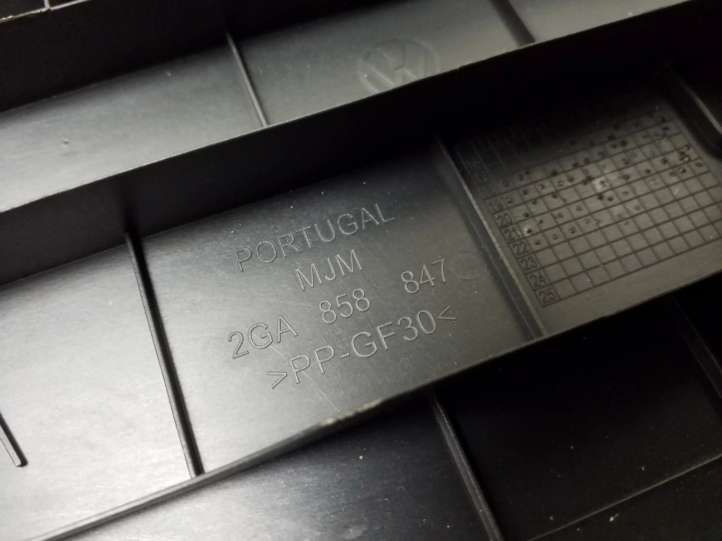 PORTUGAL
MJM
2GA 858 847
>PP-GF30<